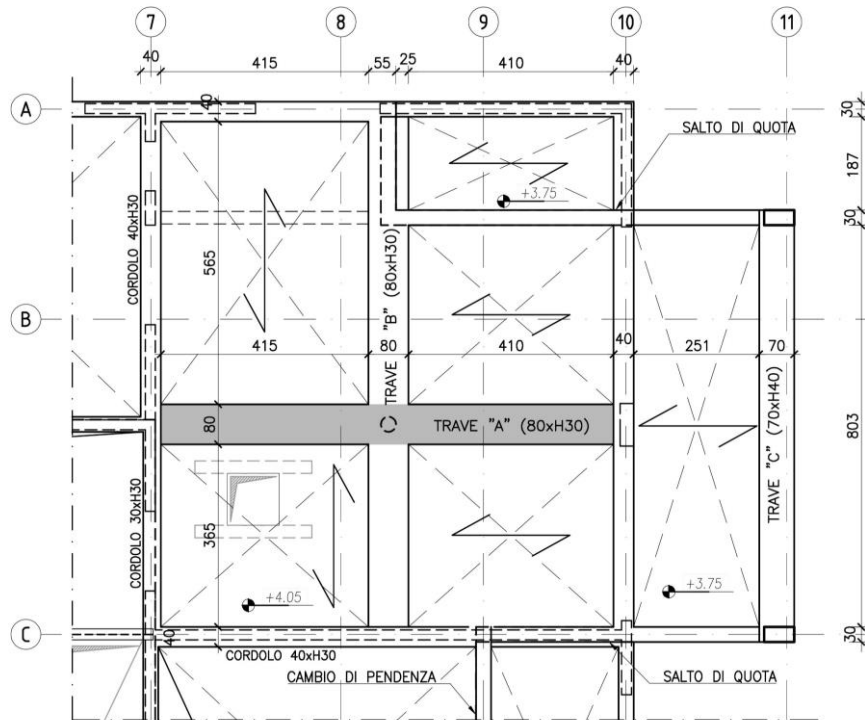 7
8
9
10
11
40
415
55
25
410
40
A
40
30
SALTO DI QUOTA
187
+3.75
30
CORDOLO 40xH30
565
TRAVE "B" (80xH30)
B
415
80
410
40
251
70
80
TRAVE "A" (80xH30)
TRAVE "C" (70xH40)
803
CORDOLO 30xH30
365
+4.05
+3.75
C
40
30
CORDOLO 40xH30
CAMBIO DI PENDENZA
SALTO DI QUOTA